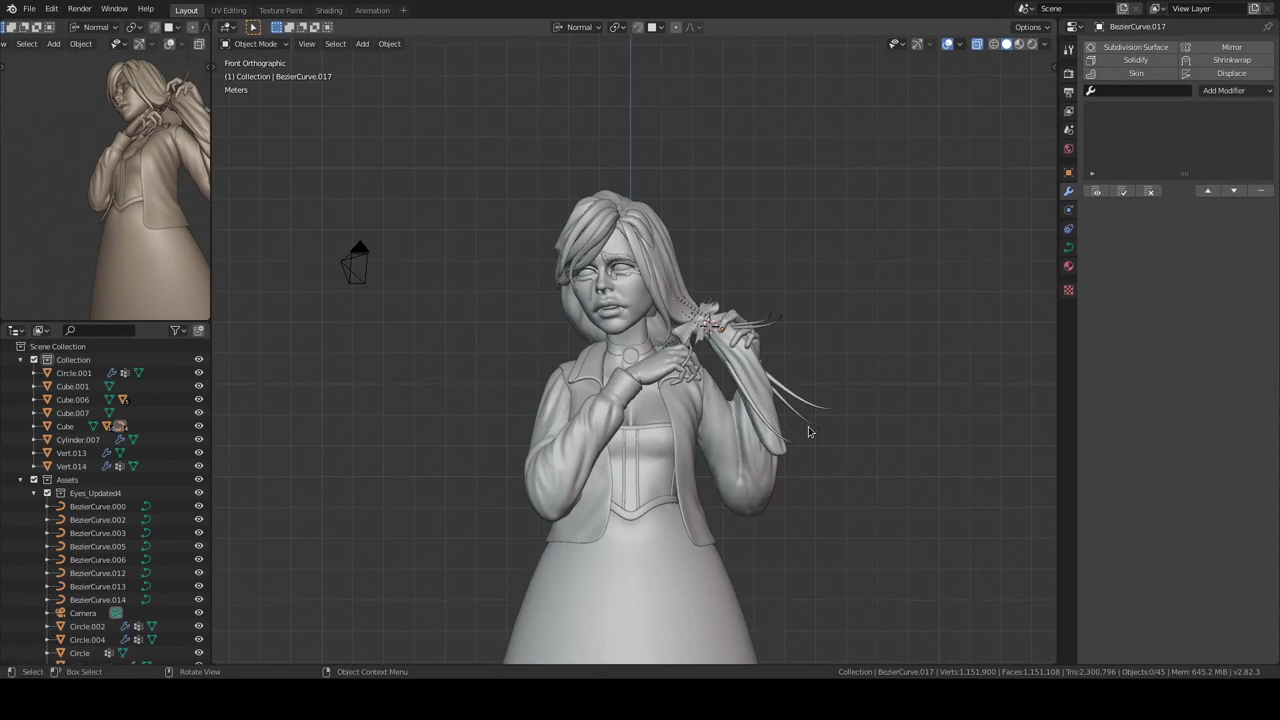 File Edit Render Window Help Layout UV Editing Texture Paint Shading Animation + Scene View Layer
Normal Normal Options BezierCurve.017
Select Add Object Object Mode View Select Add Object
Subdivision Surface Mirror
Solidify Shrinkwrap
Skin Displace
Add Modifier
Front Orthographic
(1) Collection | BezierCurve.017
Meters
Scene Collection
Collection
Circle.001
Cube.001
Cube.006
Cube.007
Cube
Cylinder.007
Vert.013
Vert.014
Assets
Eyes_Updated4
BezierCurve.000
BezierCurve.002
BezierCurve.003
BezierCurve.005
BezierCurve.006
BezierCurve.012
BezierCurve.013
BezierCurve.014
Camera
Circle.002
Circle.004
Circle
Select Box Select Rotate View Object Context Menu Collection | BezierCurve.017 | Verts:1,151,900 | Faces:1,151,108 | Tris:2,300,796 | Objects:0/45 | Mem: 645.2 MiB | v2.82.3